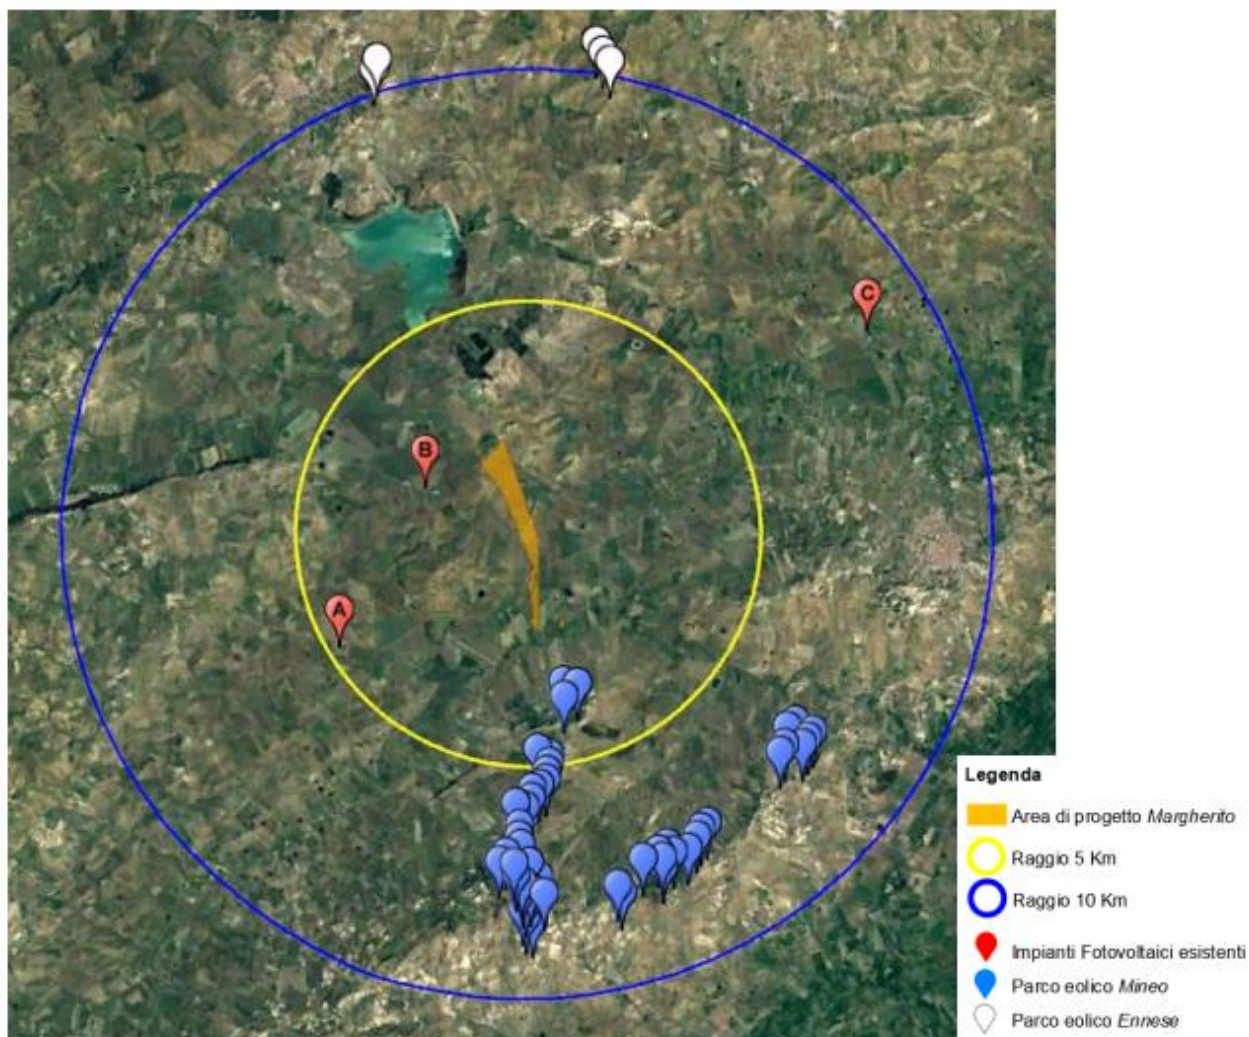 C
B
A
Legenda
Area di progetto Margherito
Raggio 5 Km
Raggio 10 Km
Impianti Fotovoltaici esistenti
Parco eolico Mineo
Parco eolico Ennese